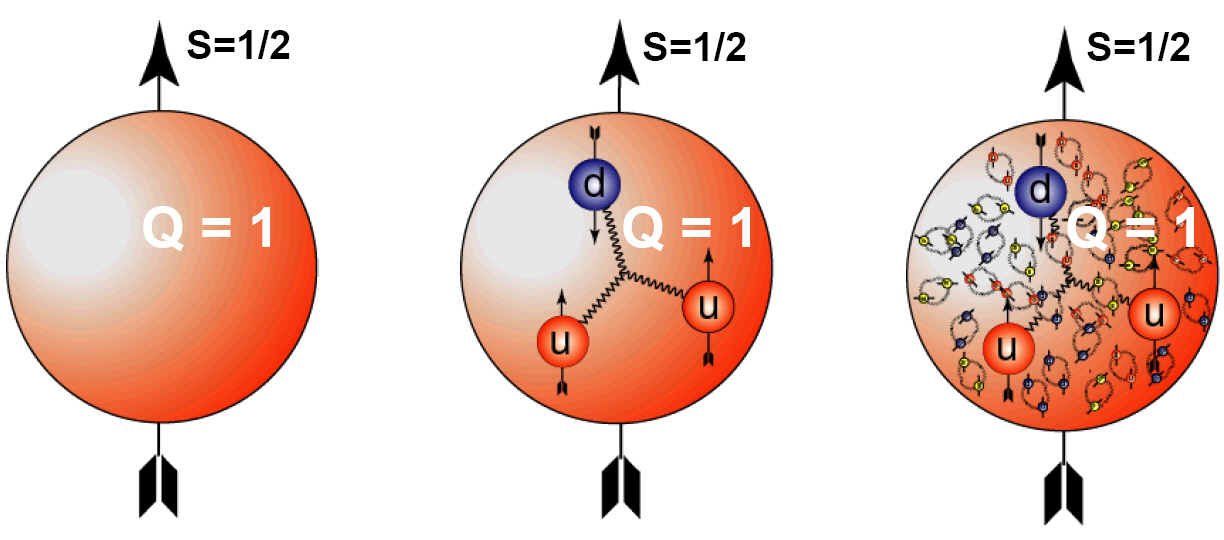 S=1/2
Q = 1
S=1/2
d
Q = 1
u
u
S=1/2
d
Q = 1
u
u